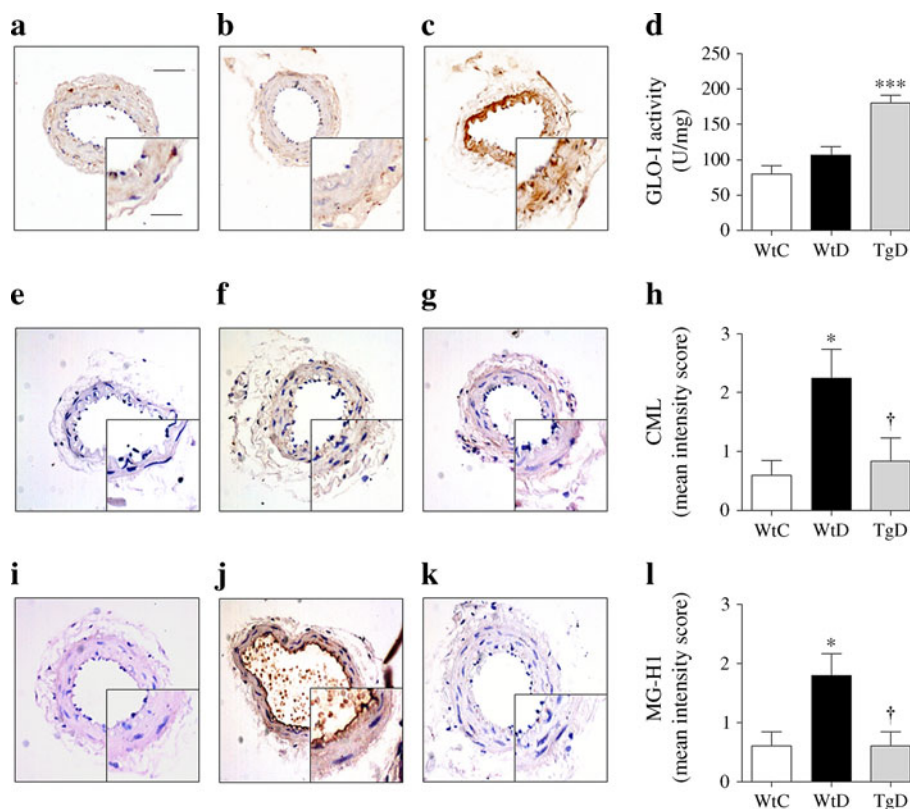 a
b
c
d
GLO-I activity
(U/mg)
250
200
150
100
50
0
***
WtC WtD TgD
e
f
g
h
CML
(mean intensity score)
3
2
1
0
*
†
WtC WtD TgD
i
j
k
l
MG-H1
(mean intensity score)
3
2
1
0
*
†
WtC WtD TgD